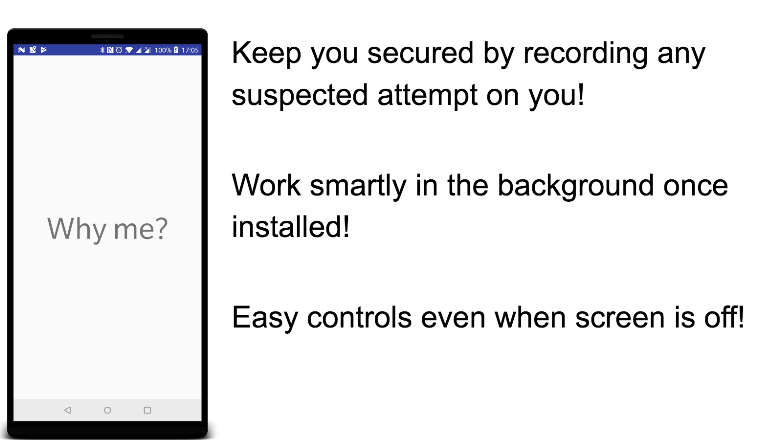 100% 17:05
Why me?
Keep you secured by recording any
suspected attempt on you!
Work smartly in the background once
installed!
Easy controls even when screen is off!